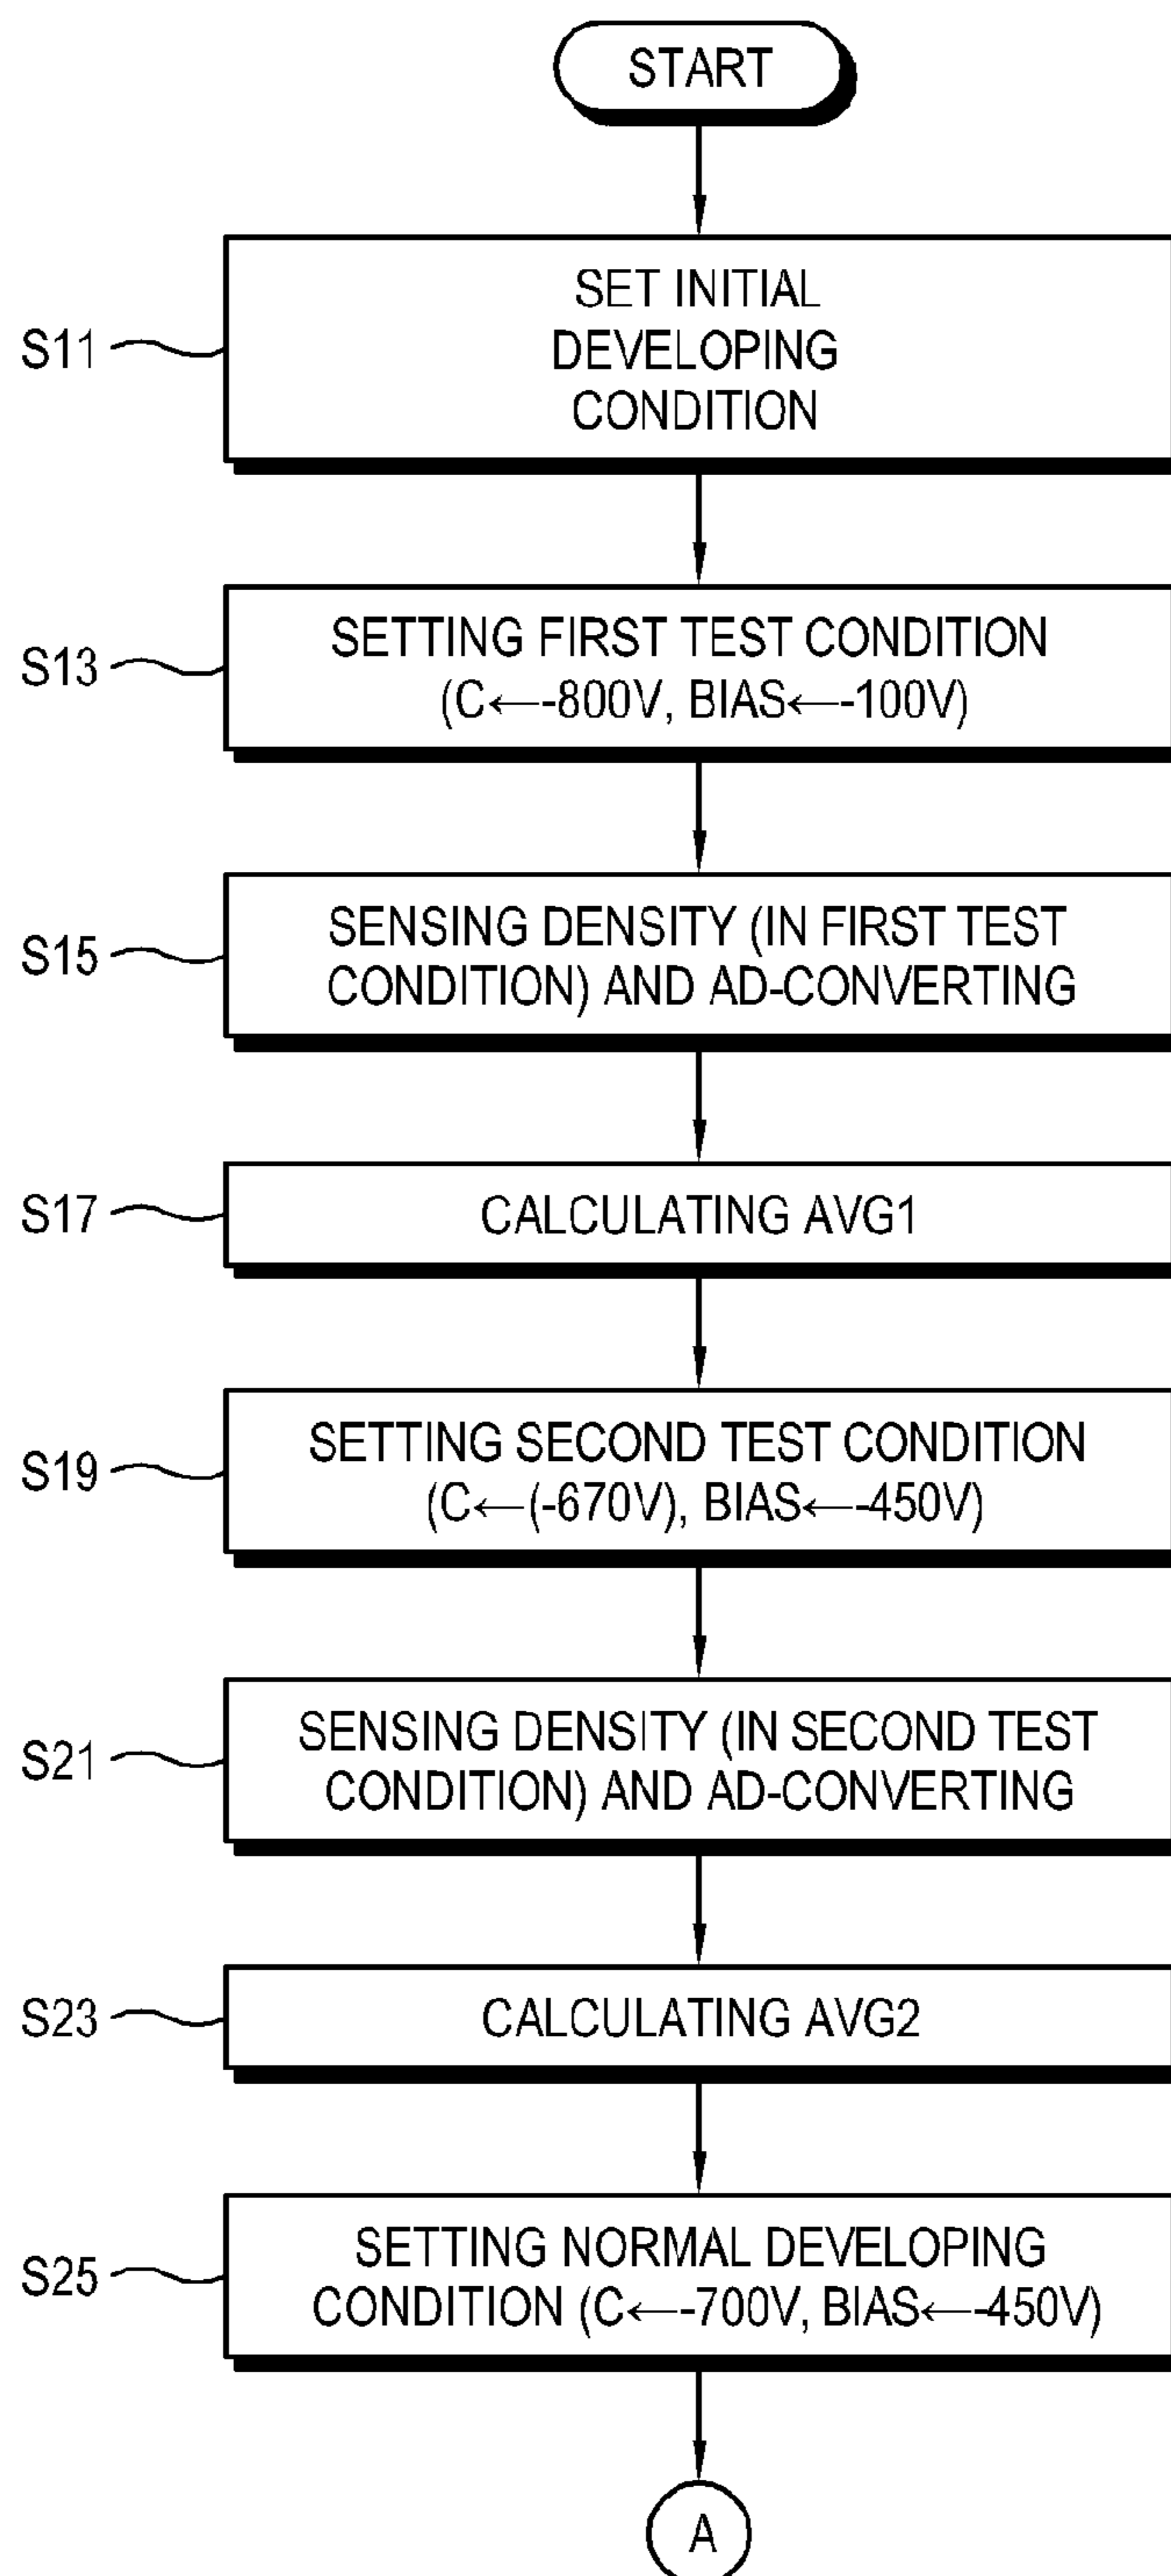 START
S11
SET INITIAL
DEVELOPING
CONDITION
S13
SETTING FIRST TEST CONDITION
(C←-800V, BIAS←-100V)
S15
SENSING DENSITY (IN FIRST TEST
CONDITION) AND AD-CONVERTING
S17
CALCULATING AVG1
S19
SETTING SECOND TEST CONDITION
(C←(-670V), BIAS←-450V)
S21
SENSING DENSITY (IN SECOND TEST
CONDITION) AND AD-CONVERTING
S23
CALCULATING AVG2
S25
SETTING NORMAL DEVELOPING
CONDITION (C←-700V, BIAS←-450V)
A